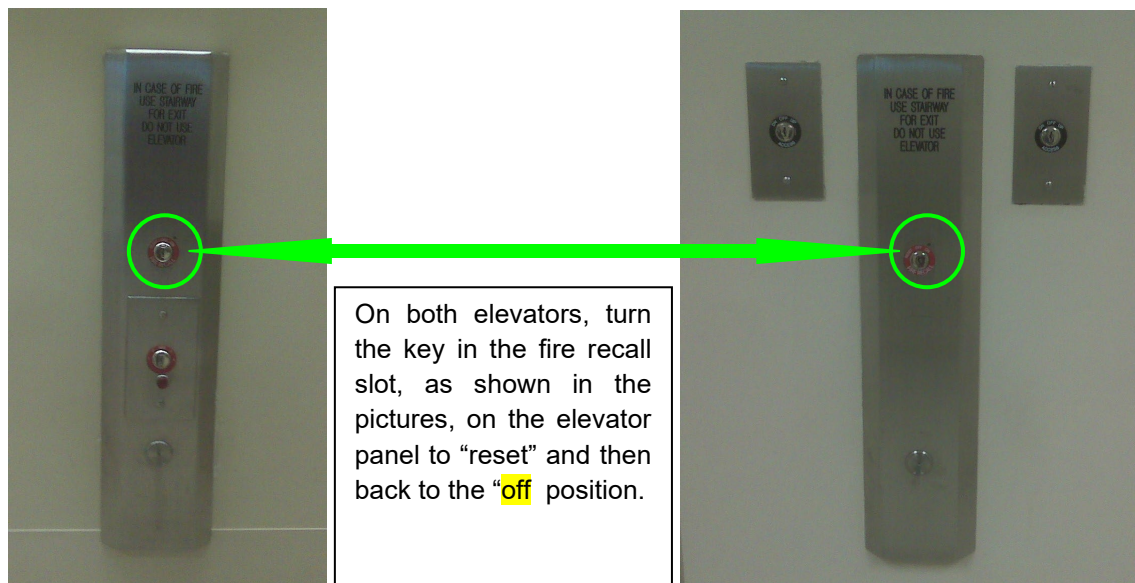 IN CASE OF FIRE
USE STAIRWAY
FOR EXIT
DO NOT USE
ELEVATOR
On both elevators, turn
the key in the fire recall
slot, as shown in the
pictures, on the elevator
panel to “reset” and then
back to the “off position.
IN CASE OF FIRE
USE STAIRWAY
FOR EXIT
DO NOT USE
ELEVATOR